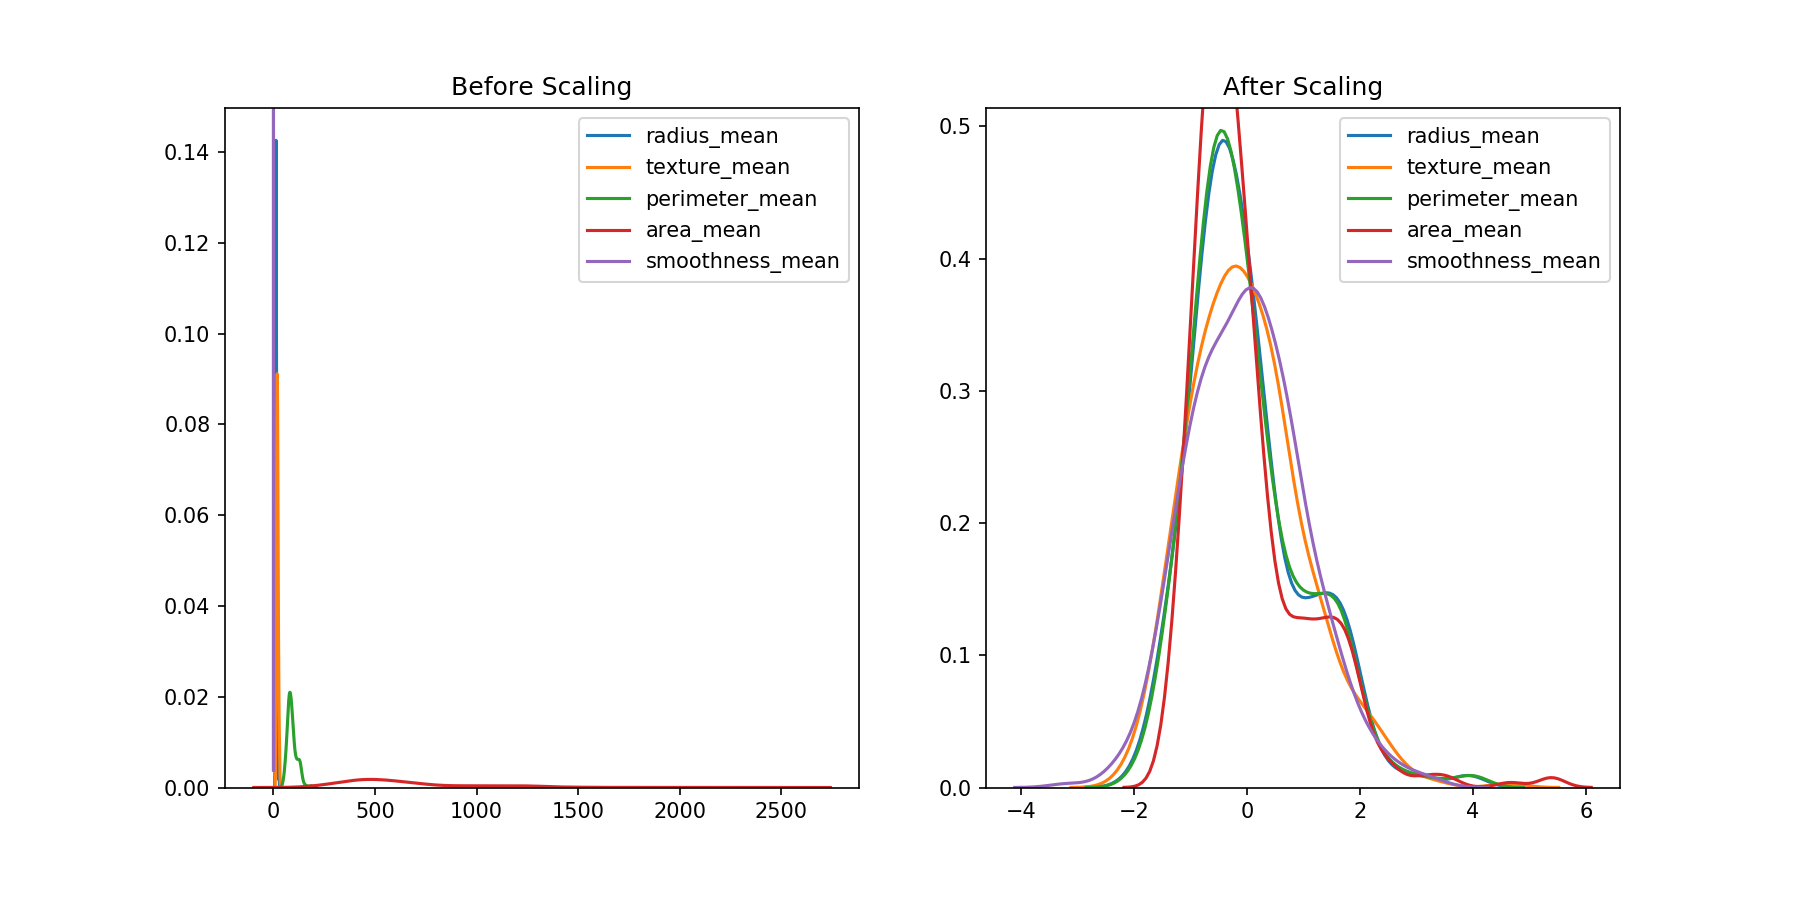 Before Scaling
0.14
0.12
0.10
0.08
0.06
0.04
0.02
0.00
0 500 1000 1500 2000 2500
radius_mean
texture_mean
perimeter_mean
area_mean
smoothness_mean
After Scaling
0.5
0.4
0.3
0.2
0.1
0.0
−4 −2 0 2 4 6
radius_mean
texture_mean
perimeter_mean
area_mean
smoothness_mean